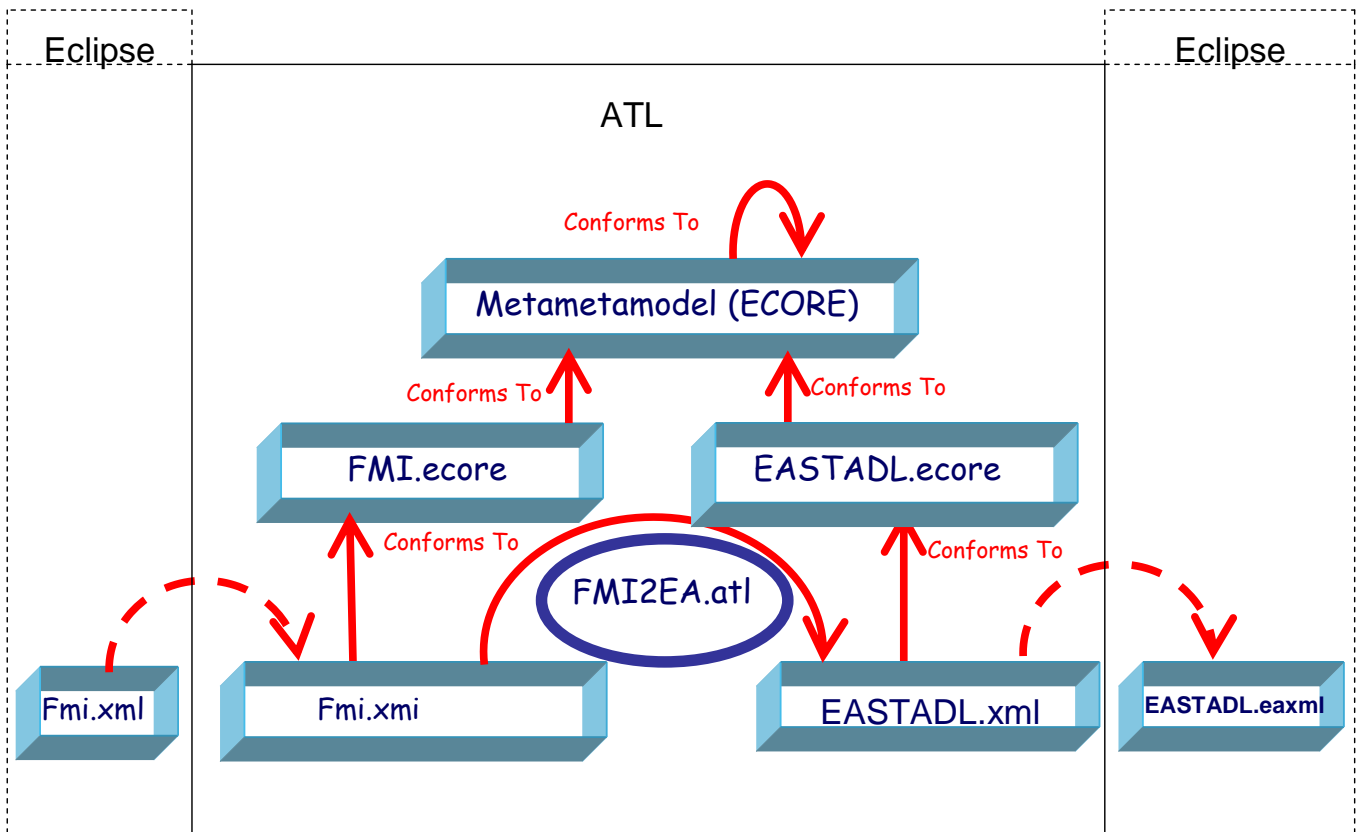 Eclipse
Eclipse
ATL
Conforms To
Metametamodel (ECORE)
Conforms To
Conforms To
FMI.ecore
EASTADL.ecore
Conforms To
Conforms To
FMI2EA.atl
Fmi.xml
Fmi.xmi
EASTADL.xml
EASTADL.eaxml